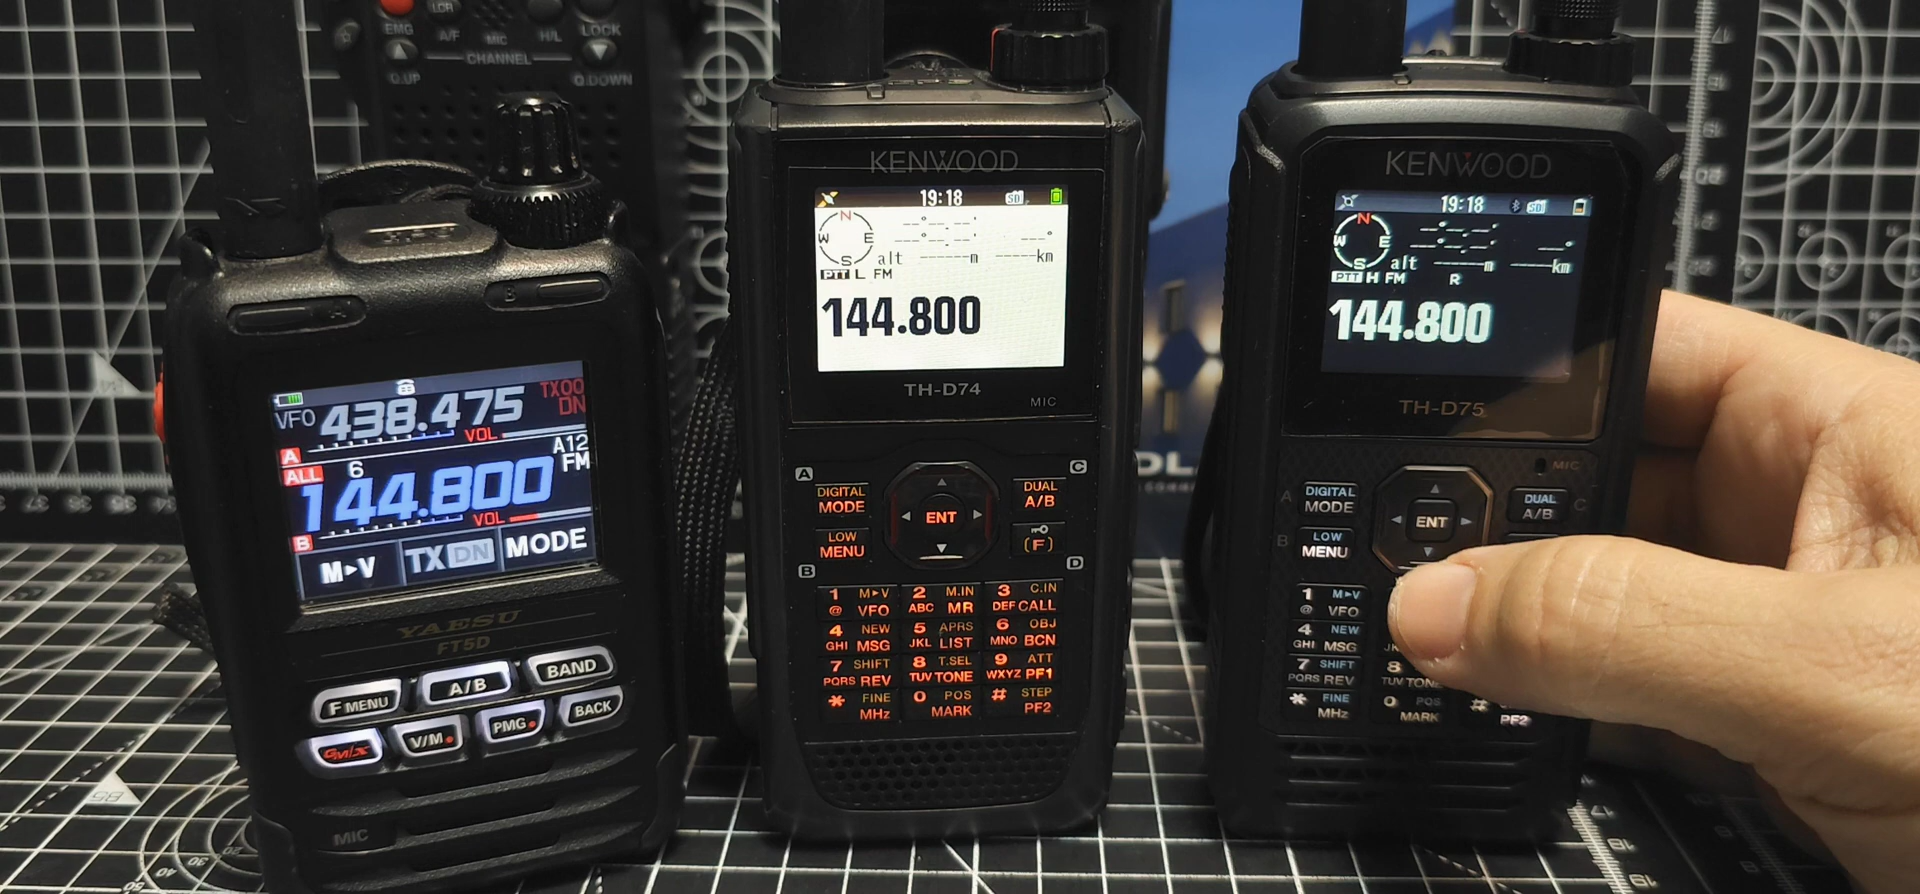 EMG
LCR
A/F
MIC
H/L
LOCK
CHANNEL
Q.UP
Q.DOWN
VFO 438.475 TX00
DN
VOL
A
A12
ALL 6 FM
144.800
VOL
B
M▸V TX DN MODE
YAESU
FT5D
F MENU A/B BAND
GM/X V/M PMG BACK
MIC
KENWOOD
19:18 SD
N
W E
S
alt m km
PTT L FM
144.800
TH-D74
MIC
A C
DIGITAL MODE
DUAL A/B
ENT
LOW MENU
(F)
B D
1 M▸V 2 M.IN 3 C.IN
@ VFO ABC MR DEF CALL
4 NEW 5 APRS 6 OBJ
GHI MSG JKL LIST MNO BCN
7 SHIFT 8 T.SEL 9 ATT
PQRS REV TUV TONE WXYZ PF1
* FINE 0 POS # STEP
MHz MARK PF2
KENWOOD
19:18 SD
N
W E
S
alt m km
PTT H FM R
144.800
TH-D75
MIC
A C
DIGITAL MODE
DUAL A/B
ENT
B
LOW MENU
1 M▸V
@ VFO
4 NEW
GHI MSG
7 SHIFT 8
PQRS REV TUV TONE
* FINE 0 POS #
MHz MARK PF2